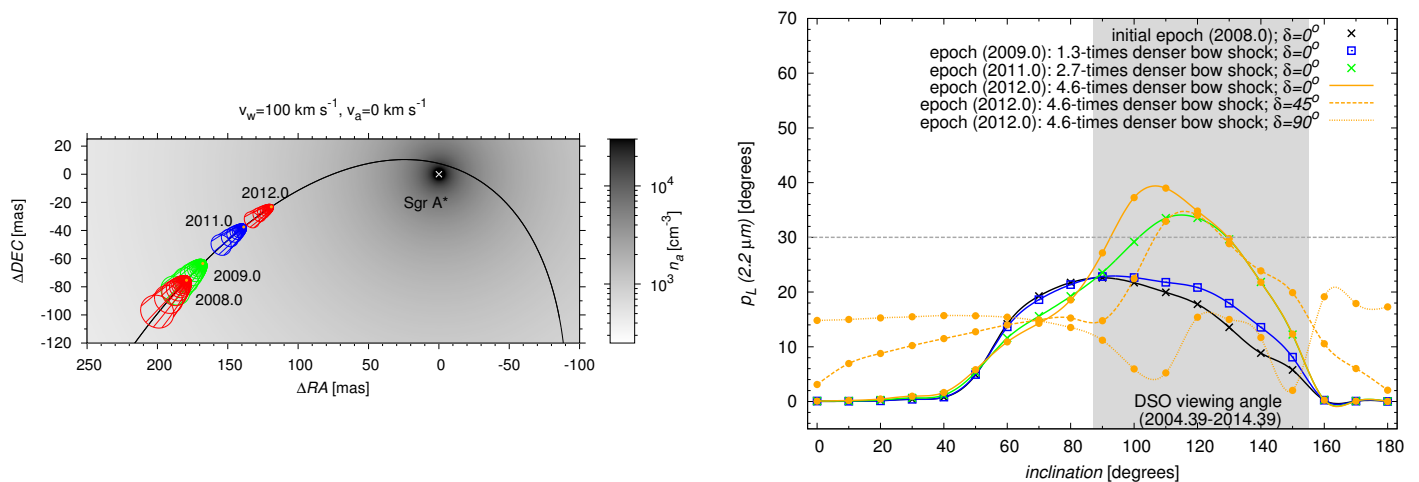 v_w=100 km s⁻¹, v_a=0 km s⁻¹
20
0
-20
-40
-60
-80
-100
-120
ΔDEC [mas]
2012.0
2011.0
2009.0
2008.0
Sgr A*
250 200 150 100 50 0 -50 -100
ΔRA [mas]
10⁴
10³
n_a [cm⁻³]
70
60
50
40
30
20
10
0
p_L (2.2 μm) [degrees]
initial epoch (2008.0); δ=0°
epoch (2009.0): 1.3-times denser bow shock; δ=0°
epoch (2011.0): 2.7-times denser bow shock; δ=0°
epoch (2012.0): 4.6-times denser bow shock; δ=0°
epoch (2012.0): 4.6-times denser bow shock; δ=45°
epoch (2012.0): 4.6-times denser bow shock; δ=90°
DSO viewing angle
(2004.39-2014.39)
0 20 40 60 80 100 120 140 160 180
inclination [degrees]